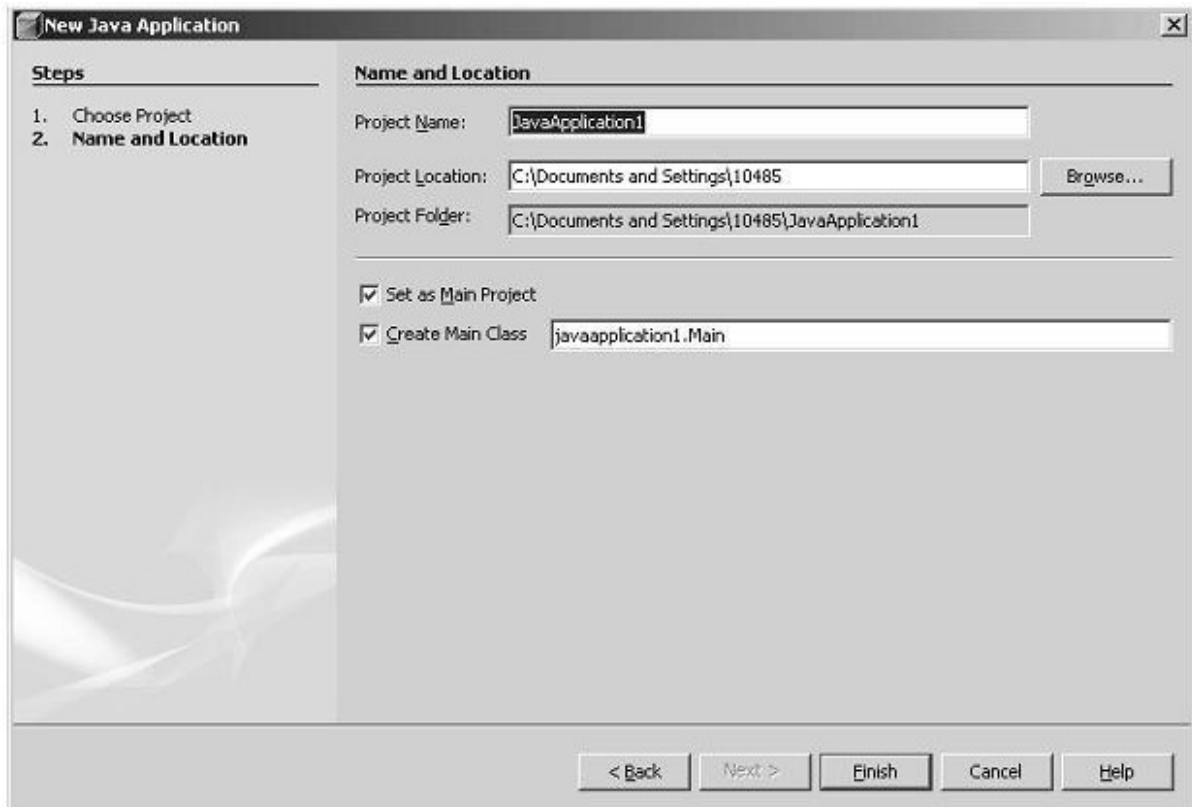 New Java Application
Steps
1. Choose Project
2. Name and Location
Name and Location
Project Name: JavaApplication1
Project Location: C:\Documents and Settings\10485 Browse...
Project Folder: C:\Documents and Settings\10485\JavaApplication1
Set as Main Project
Create Main Class javaapplication1.Main
< Back Next > Finish Cancel Help